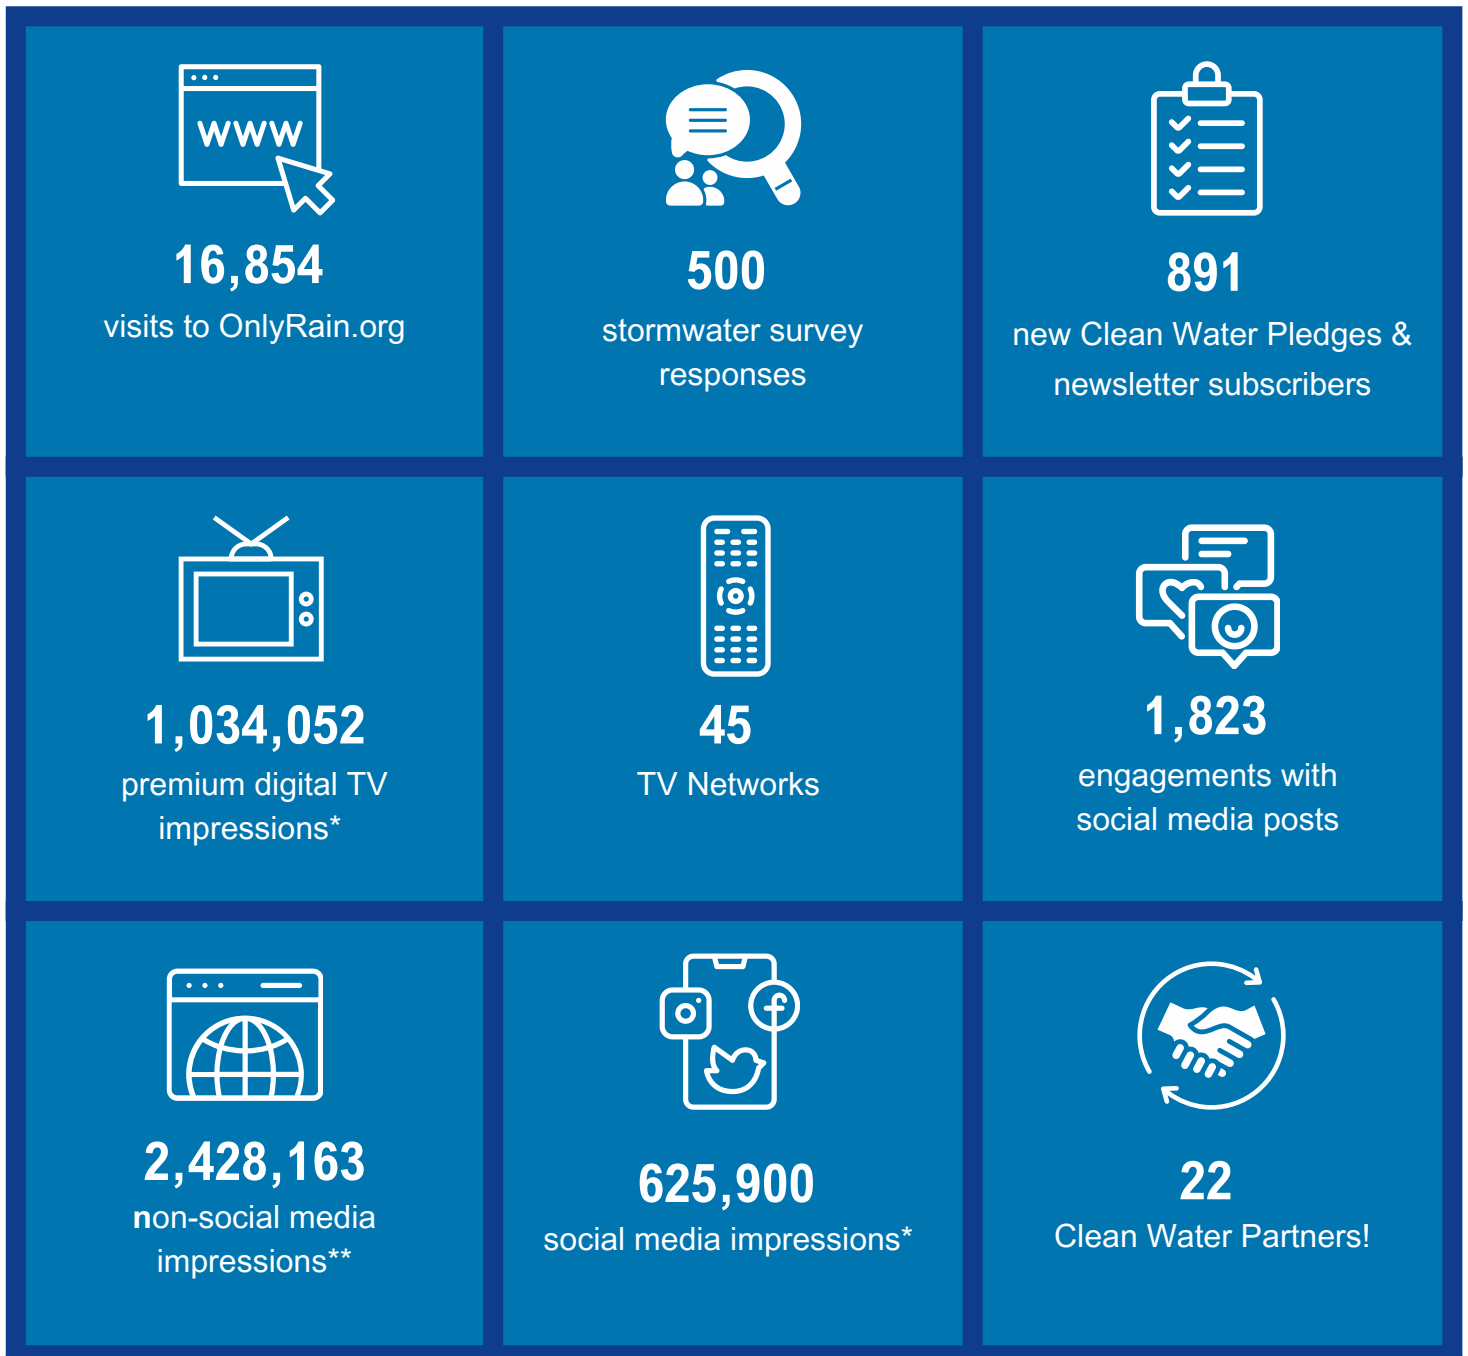 WWW
16,854
visits to OnlyRain.org
500
stormwater survey
responses
891
new Clean Water Pledges &
newsletter subscribers
1,034,052
premium digital TV
impressions*
45
TV Networks
1,823
engagements with
social media posts
2,428,163
non-social media
impressions**
625,900
social media impressions*
22
Clean Water Partners!